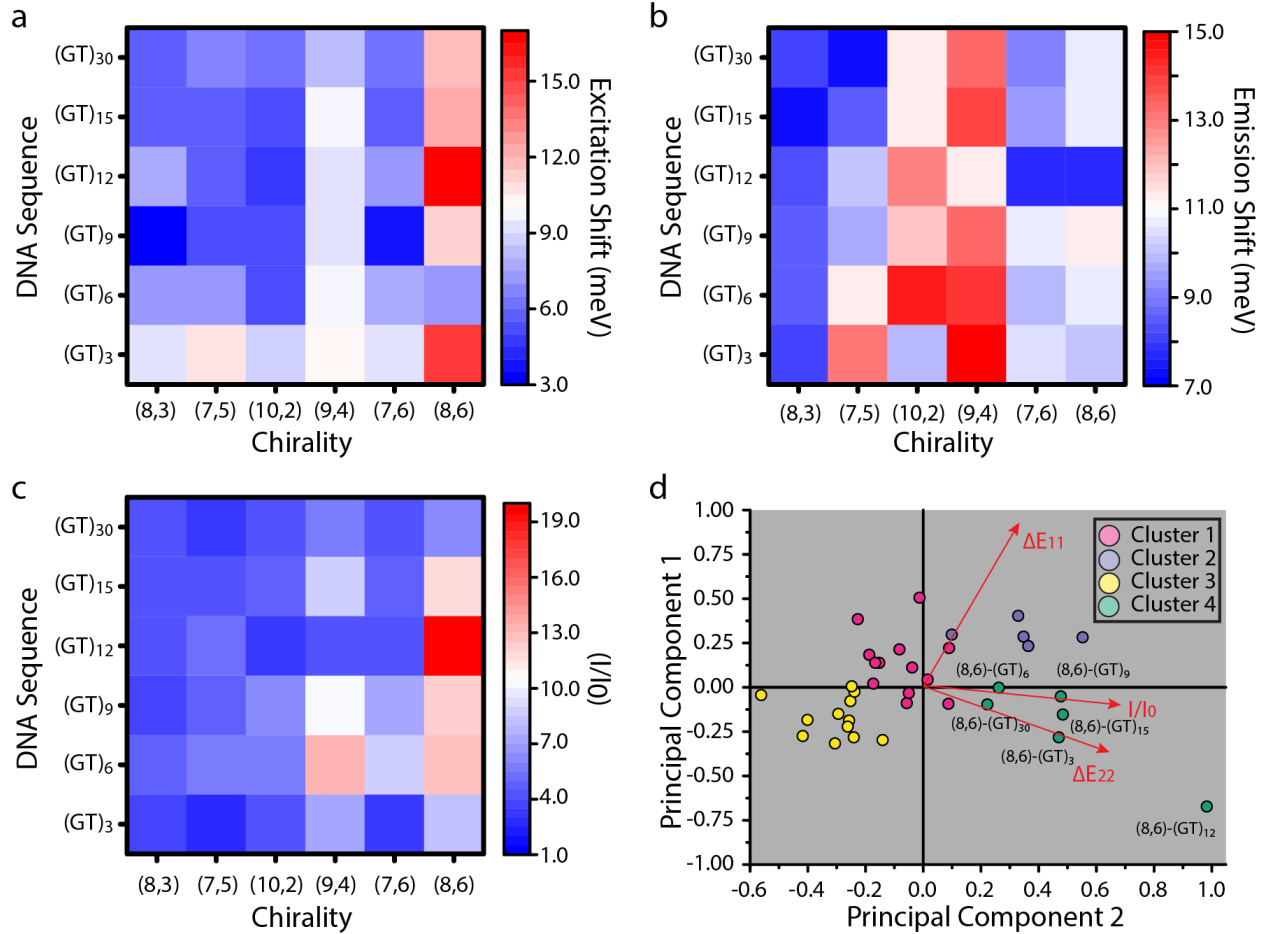 a
(GT)30
(GT)15
(GT)12
(GT)9
(GT)6
(GT)3
DNA Sequence
(8,3) (7,5) (10,2) (9,4) (7,6) (8,6)
Chirality
15.0
12.0
9.0
6.0
3.0
Excitation Shift (meV)
b
(GT)30
(GT)15
(GT)12
(GT)9
(GT)6
(GT)3
DNA Sequence
(8,3) (7,5) (10,2) (9,4) (7,6) (8,6)
Chirality
15.0
13.0
11.0
9.0
7.0
Emission Shift (meV)
c
(GT)30
(GT)15
(GT)12
(GT)9
(GT)6
(GT)3
DNA Sequence
(8,3) (7,5) (10,2) (9,4) (7,6) (8,6)
Chirality
19.0
16.0
13.0
10.0
7.0
4.0
1.0
(I/I0)
d
1.00
0.75
0.50
0.25
0.00
-0.25
-0.50
-0.75
-1.00
Principal Component 1
ΔE11
Cluster 1
Cluster 2
Cluster 3
Cluster 4
(8,6)-(GT)6
(8,6)-(GT)9
I/I0
(8,6)-(GT)30
(8,6)-(GT)15
(8,6)-(GT)3
ΔE22
(8,6)-(GT)12
-0.6 -0.4 -0.2 0.0 0.2 0.4 0.6 0.8 1.0
Principal Component 2